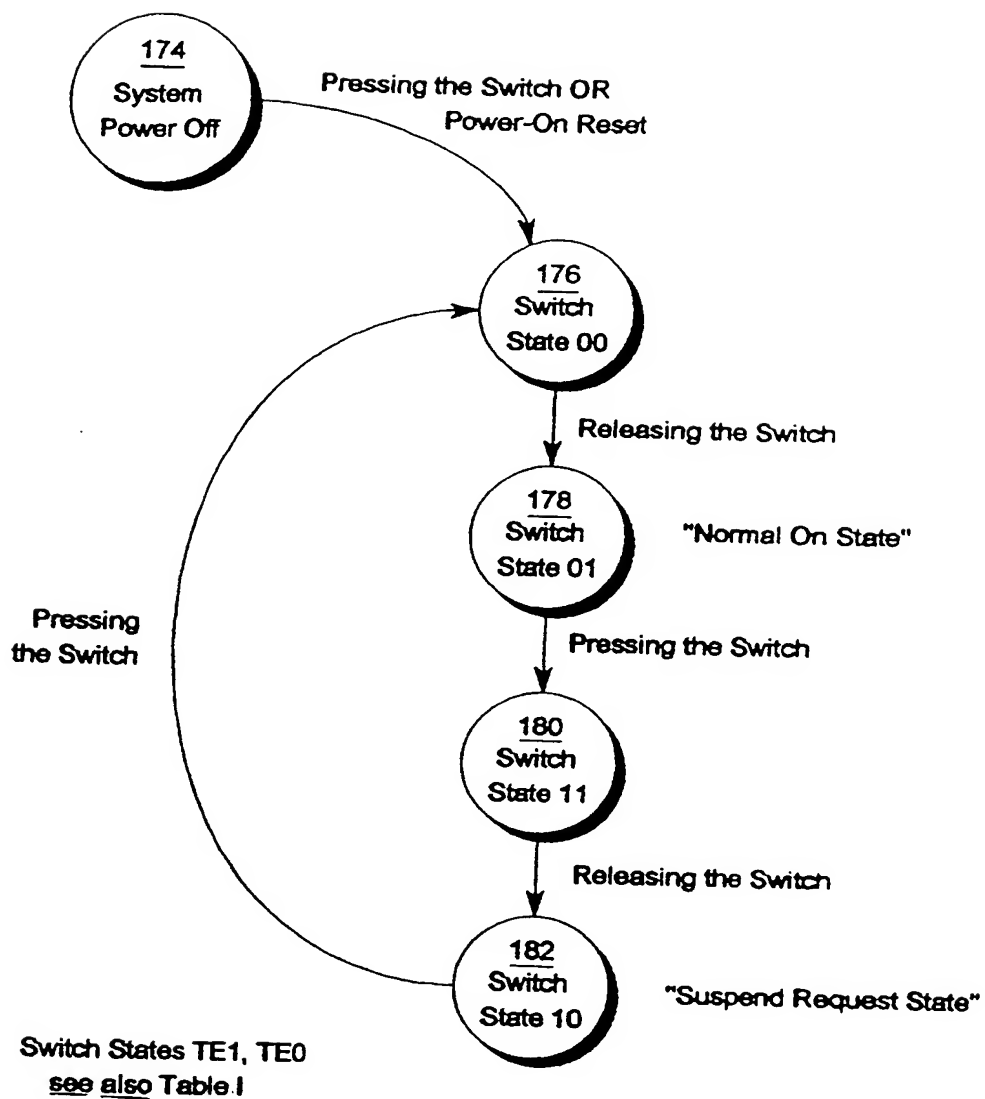 174
System
Power Off
Pressing the Switch OR
Power-On Reset
176
Switch
State 00
Releasing the Switch
178
Switch
State 01
"Normal On State"
Pressing
the Switch
Pressing the Switch
180
Switch
State 11
Releasing the Switch
182
Switch
State 10
"Suspend Request State"
Switch States TE1, TE0
see also Table I